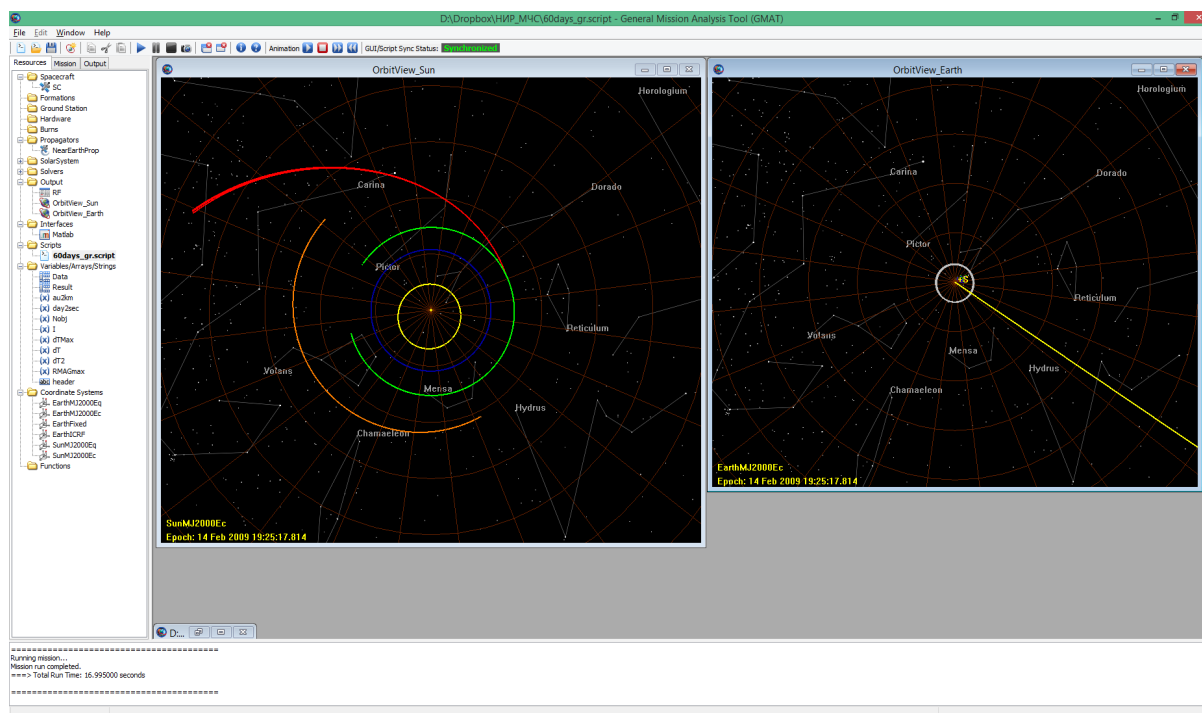 D:\Dropbox\НИР_МЧС\60days_gr.script - General Mission Analysis Tool (GMAT)
File Edit Window Help
Animation GUI/Script Sync Status: Synchronized
Resources Mission Output
Spacecraft
SC
Formations
Ground Station
Hardware
Burns
Propagators
NearEarthProp
SolarSystem
Solvers
Output
RF
OrbitView_Sun
OrbitView_Earth
Interfaces
Matlab
Scripts
60days_gr.script
Variables/Arrays/Strings
Data
Result
(x) au2km
(x) day2sec
(x) Nobj
(x) I
(x) dTMax
(x) dT
(x) dT2
(x) RMAGmax
abc header
Coordinate Systems
EarthMJ2000Eq
EarthMJ2000Ec
EarthFixed
EarthICRF
SunMJ2000Eq
SunMJ2000Ec
Functions
OrbitView_Sun
Horologium
Carina
Dorado
Pictor
Reticulum
Volans
Mensa
Hydrus
Chamaeleon
SunMJ2000Ec
Epoch: 14 Feb 2009 19:25:17.814
OrbitView_Earth
Horologium
Carina
Dorado
Pictor
+S
Reticulum
Volans
Mensa
Hydrus
Chamaeleon
EarthMJ2000Ec
Epoch: 14 Feb 2009 19:25:17.814
D:...
========================================
Running mission...
Mission run completed.
===> Total Run Time: 16.995000 seconds
========================================